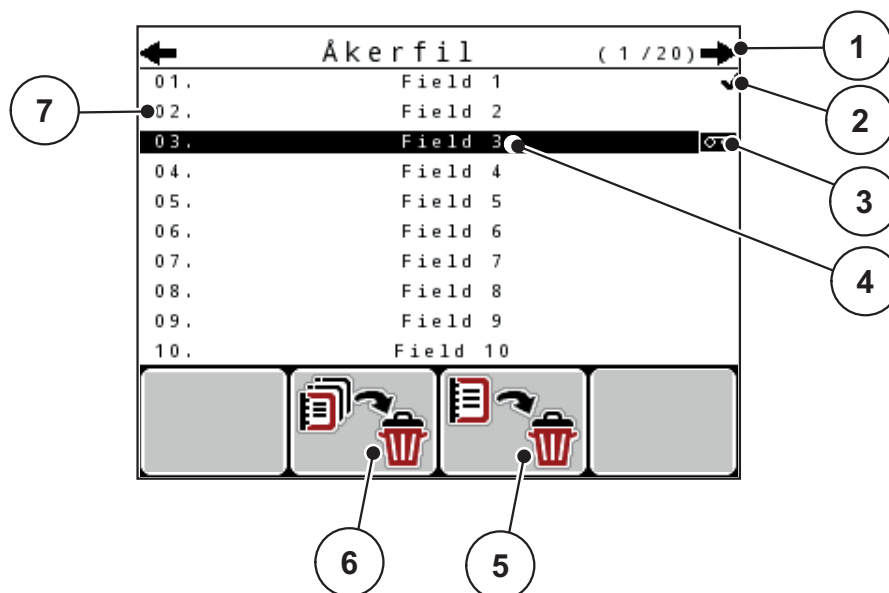 Åkerfil (1/20)
01. Field 1
02. Field 2
03. Field 3
04. Field 4
05. Field 5
06. Field 6
07. Field 7
08. Field 8
09. Field 9
10. Field 10
1
2
3
4
5
6
7